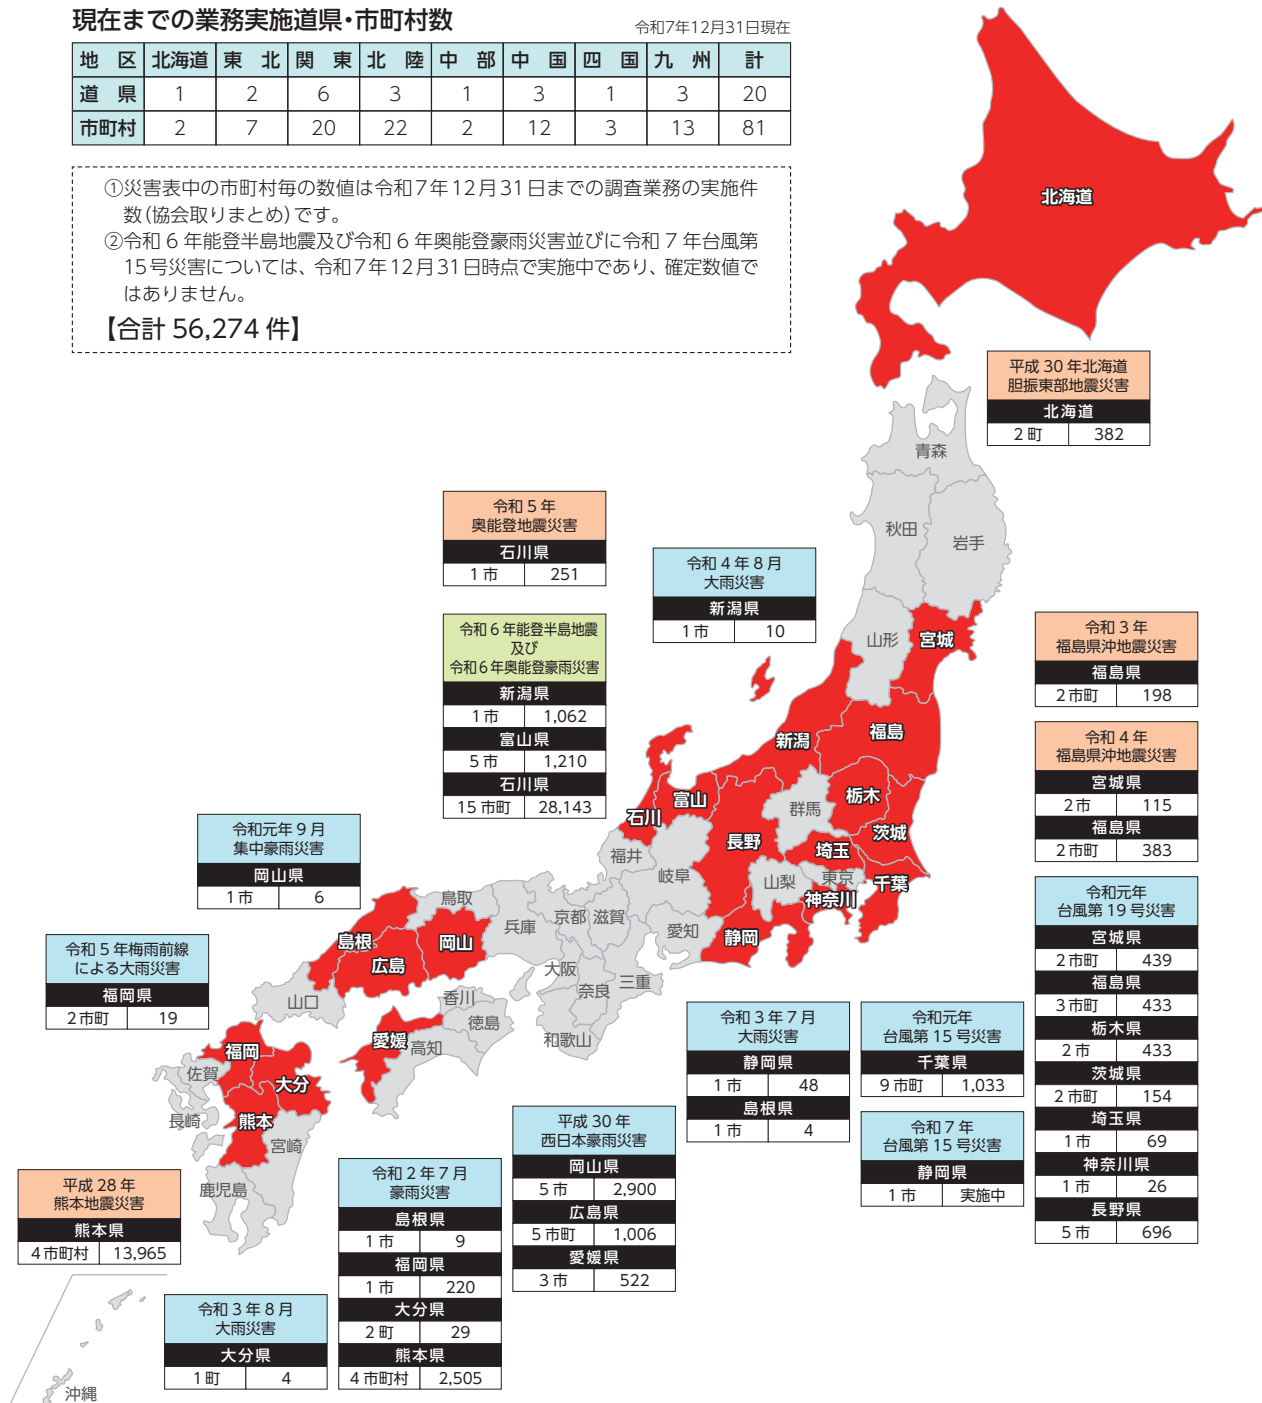 現在までの業務実施道県・市町村数
令和7年12月31日現在
地区 北海道 東北 関東 北陸 中部 中国 四国 九州 計
道県 1 2 6 3 1 3 1 3 20
市町村 2 7 20 22 2 12 3 13 81
①災害表中の市町村毎の数値は令和7年12月31日までの調査業務の実施件
数(協会取りまとめ)です。
②令和6年能登半島地震及び令和6年奥能登豪雨災害並びに令和7年台風第
15号災害については、令和7年12月31日時点で実施中であり、確定数値で
はありません。
【合計 56,274 件】
北海道
平成 30 年北海道
胆振東部地震災害
北海道
2 町 382
青森
秋田
岩手
山形
宮城
福島
新潟
栃木
群馬
茨城
埼玉
東京
千葉
神奈川
山梨
長野
静岡
富山
石川
福井
岐阜
愛知
滋賀
京都
三重
奈良
大阪
和歌山
兵庫
鳥取
岡山
島根
広島
山口
香川
徳島
愛媛
高知
福岡
佐賀
長崎
大分
熊本
宮崎
鹿児島
沖縄
令和 5 年
奥能登地震災害
石川県
1 市 251
令和 4 年 8 月
大雨災害
新潟県
1 市 10
令和 6 年能登半島地震
及び
令和6年奥能登豪雨災害
新潟県
1 市 1,062
富山県
5 市 1,210
石川県
15 市町 28,143
令和 3 年
福島県沖地震災害
福島県
2 市町 198
令和 4 年
福島県沖地震災害
宮城県
2 市 115
福島県
2 市町 383
令和元年 9 月
集中豪雨災害
岡山県
1 市 6
令和元年
台風第 19 号災害
宮城県
2 市町 439
福島県
3 市町 433
栃木県
2 市 433
茨城県
2 市町 154
埼玉県
1 市 69
神奈川県
1 市 26
長野県
5 市 696
令和 5 年梅雨前線
による大雨災害
福岡県
2 市町 19
令和 3 年 7 月
大雨災害
静岡県
1 市 48
島根県
1 市 4
令和元年
台風第 15 号災害
千葉県
9 市町 1,033
令和 7 年
台風第 15 号災害
静岡県
1 市 実施中
平成 30 年
西日本豪雨災害
岡山県
5 市 2,900
広島県
5 市町 1,006
愛媛県
3 市 522
令和 2 年 7 月
豪雨災害
島根県
1 市 9
福岡県
1 市 220
大分県
2 町 29
熊本県
4 市町村 2,505
平成 28 年
熊本地震災害
熊本県
4 市町村 13,965
令和 3 年 8 月
大雨災害
大分県
1 町 4